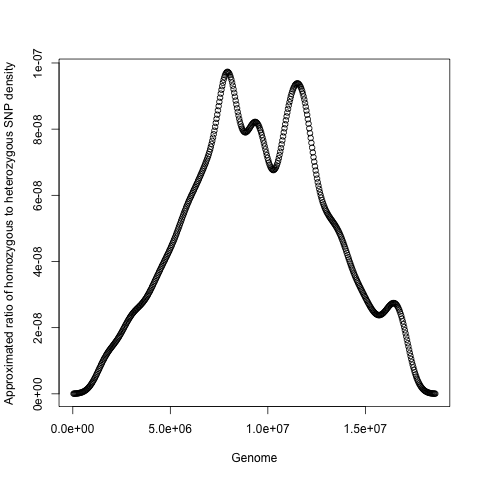 Approximated ratio of homozygous to heterozygous SNP density
1e-07
8e-08
6e-08
4e-08
2e-08
0e+00
0.0e+00 5.0e+06 1.0e+07 1.5e+07
Genome